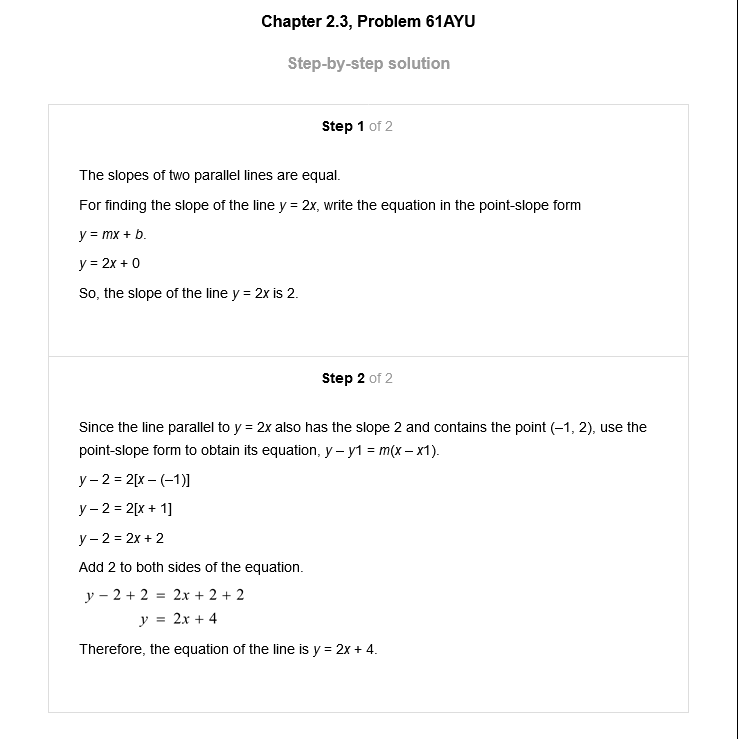 Chapter 2.3, Problem 61AYU
Step-by-step solution
Step 1 of 2
The slopes of two parallel lines are equal.
For finding the slope of the line y = 2x, write the equation in the point-slope form
y = mx + b.
y = 2x + 0
So, the slope of the line y = 2x is 2.
Step 2 of 2
Since the line parallel to y = 2x also has the slope 2 and contains the point (–1, 2), use the
point-slope form to obtain its equation, y – y1 = m(x – x1).
y – 2 = 2[x – (–1)]
y – 2 = 2[x + 1]
y – 2 = 2x + 2
Add 2 to both sides of the equation.
y − 2 + 2 = 2x + 2 + 2
y = 2x + 4
Therefore, the equation of the line is y = 2x + 4.